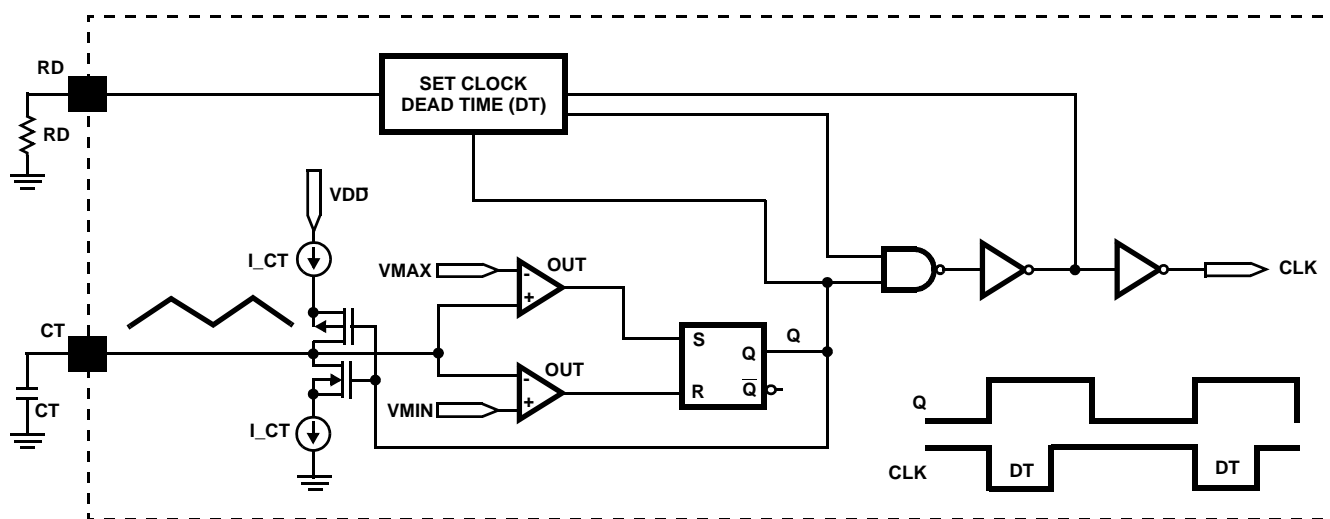 RD
SET CLOCK
DEAD TIME (DT)
RD
VDD
I_CT
VMAX
OUT
-
+
CLK
CT
S
Q
Q
OUT
-
+
R
Q
CT
VMIN
I_CT
Q
CLK
DT
DT